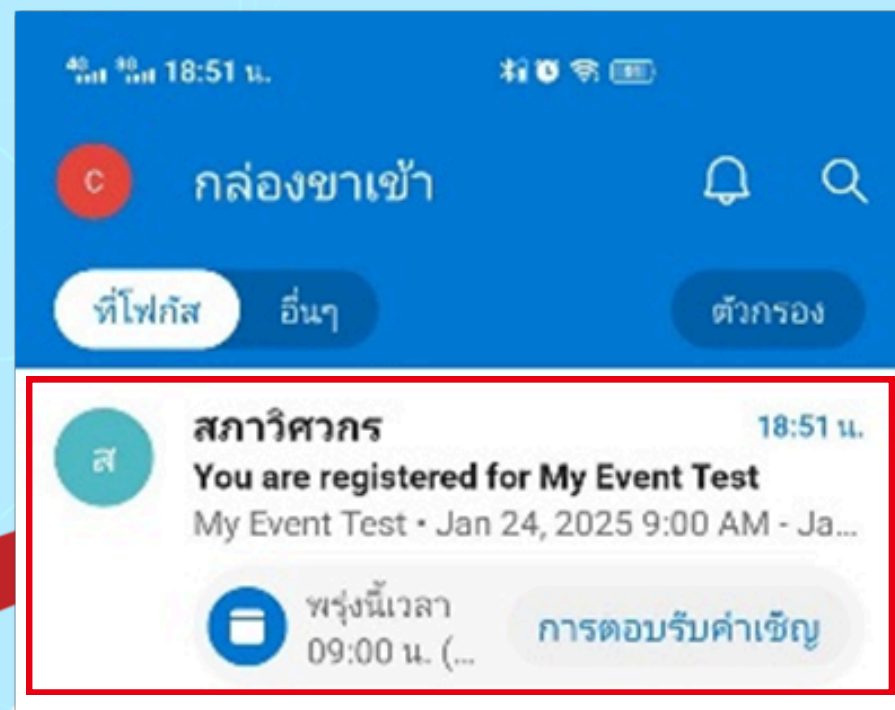 18:51 น.
C
กล่องขาเข้า
ที่โฟกัส
อื่นๆ
ตัวกรอง
ส
สภาวิศวกร
18:51 น.
You are registered for My Event Test
My Event Test • Jan 24, 2025 9:00 AM - Ja...
พรุ่งนี้เวลา
09:00 น. (...
การตอบรับคำเชิญ